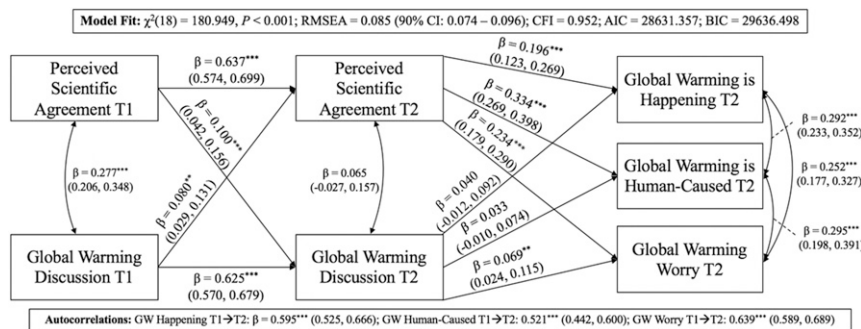 Model Fit: χ²(18) = 180.949, P < 0.001; RMSEA = 0.085 (90% CI: 0.074 – 0.096); CFI = 0.952; AIC = 28631.357; BIC = 29636.498
Perceived
Scientific
Agreement T1
β = 0.637***
(0.574, 0.699)
Perceived
Scientific
Agreement T2
β = 0.196***
(0.123, 0.269)
Global Warming is
Happening T2
β = 0.100***
(0.042, 0.156)
β = 0.334***
(0.269, 0.398)
β = 0.234***
(0.179, 0.290)
β = 0.292***
(0.233, 0.352)
β = 0.277***
(0.206, 0.348)
β = 0.080**
(0.029, 0.131)
β = 0.065
(-0.027, 0.157)
β = 0.040
(-0.012, 0.092)
Global Warming is
Human-Caused T2
β = 0.252***
(0.177, 0.327)
β = 0.033
(-0.010, 0.074)
β = 0.295***
(0.198, 0.391)
Global Warming
Discussion T1
β = 0.625***
(0.570, 0.679)
Global Warming
Discussion T2
β = 0.069**
(0.024, 0.115)
Global Warming
Worry T2
Autocorrelations: GW Happening T1→T2: β = 0.595*** (0.525, 0.666); GW Human-Caused T1→T2: 0.521*** (0.442, 0.600); GW Worry T1→T2: 0.639*** (0.589, 0.689)